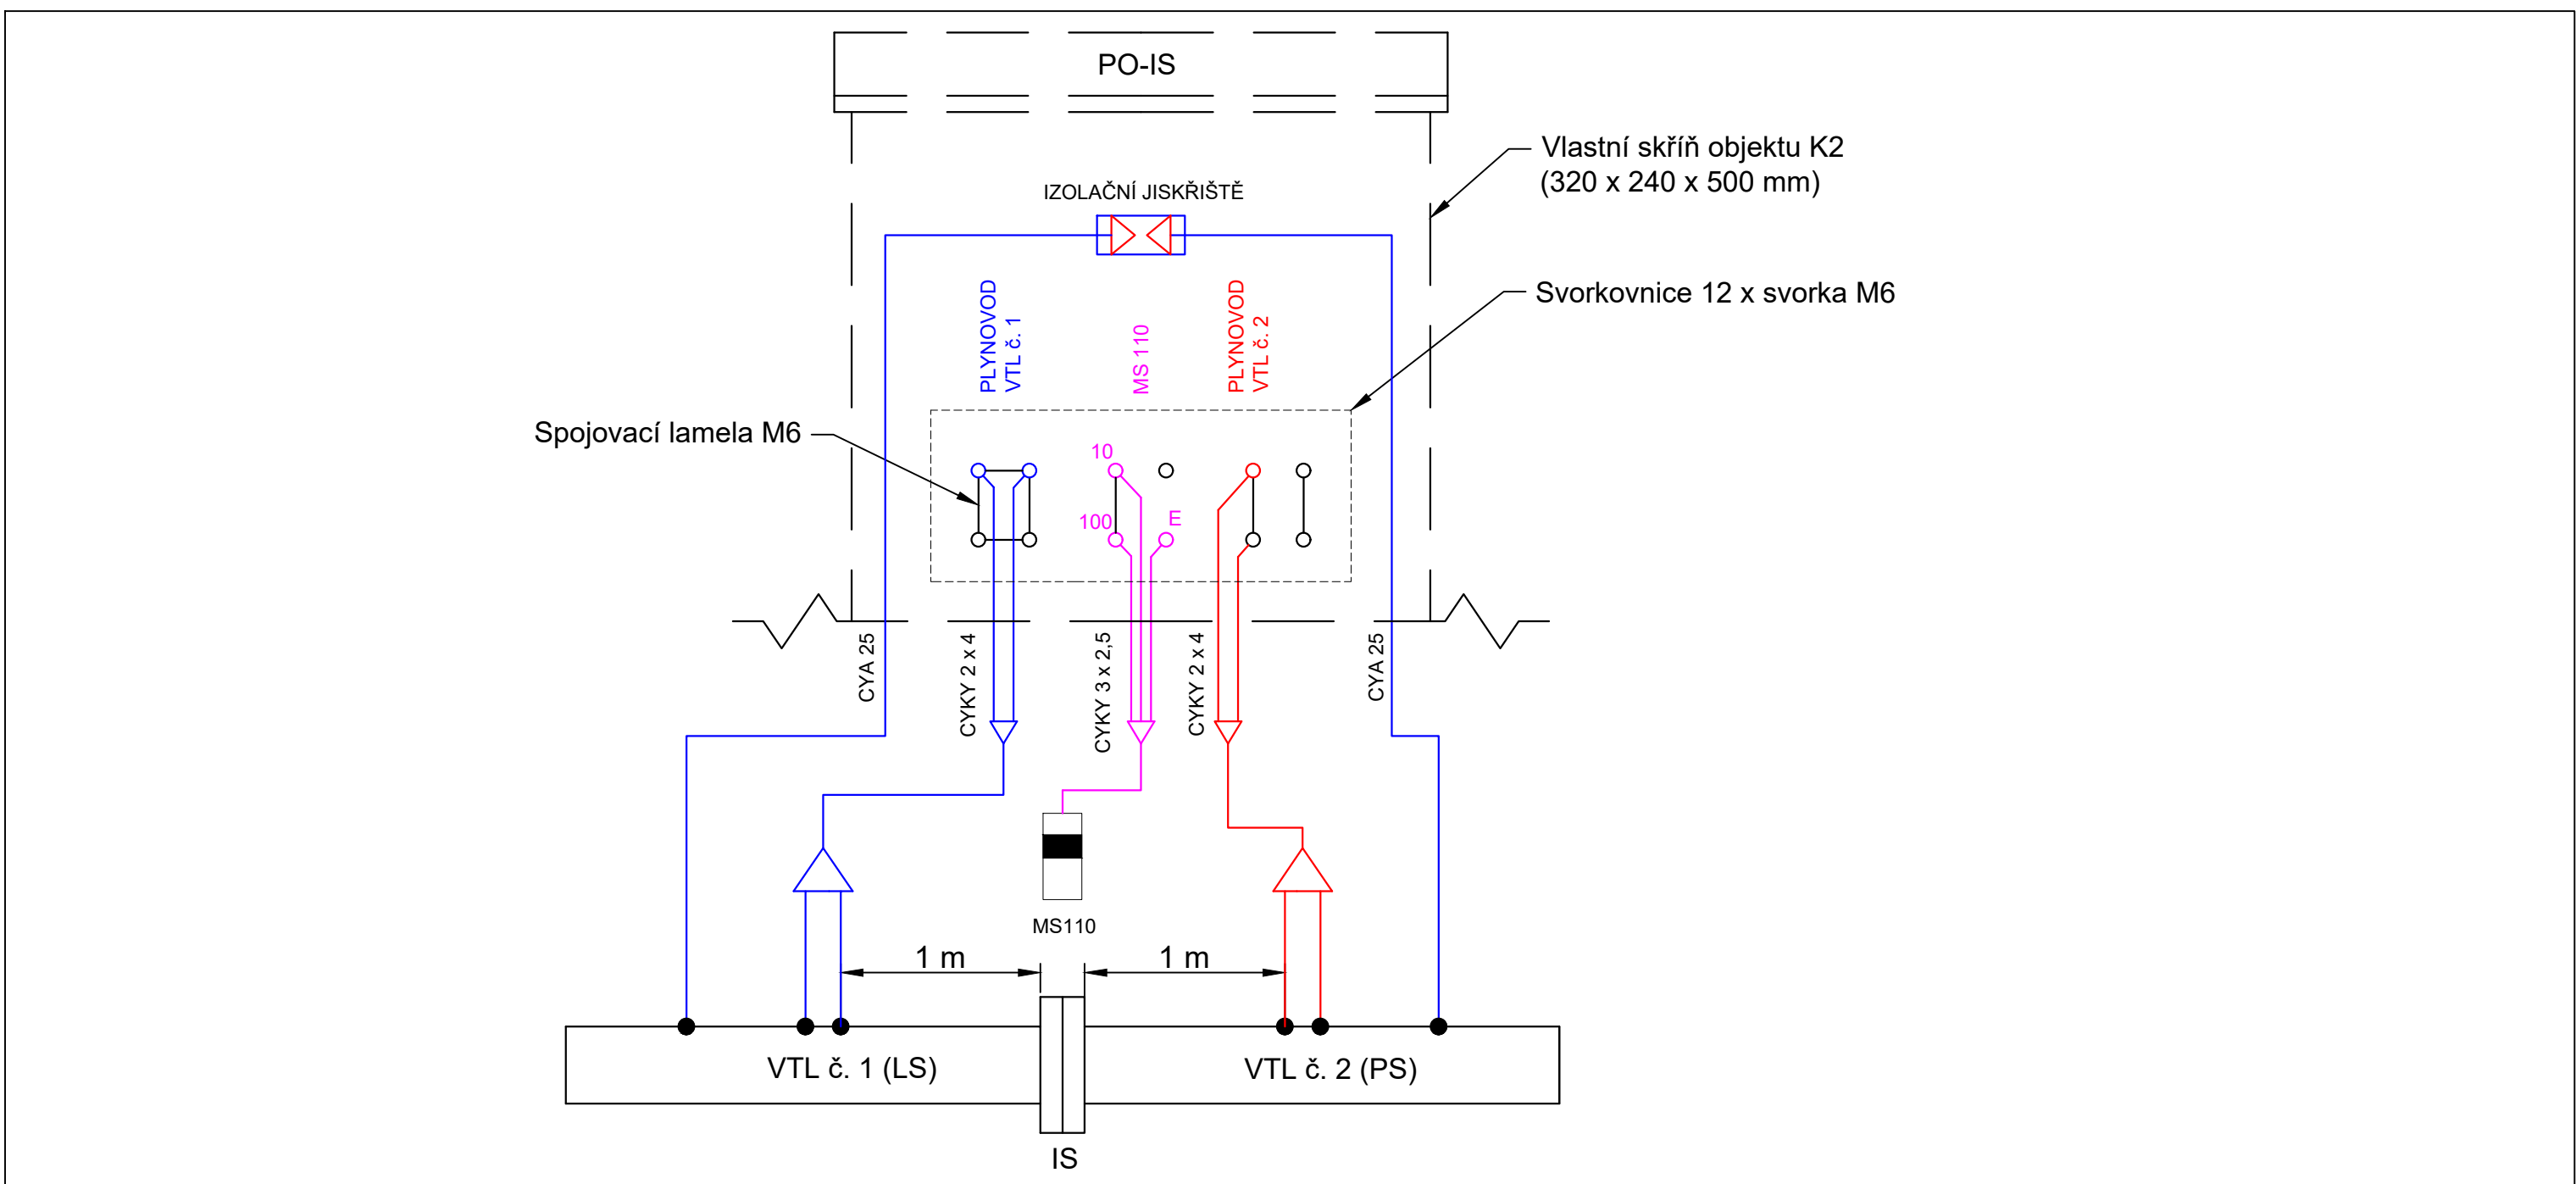 PO-IS
Vlastní skříň objektu K2
(320 x 240 x 500 mm)
IZOLAČNÍ JISKŘIŠTĚ
Svorkovnice 12 x svorka M6
PLYNOVOD
VTL č. 1
MS 110
PLYNOVOD
VTL č. 2
Spojovací lamela M6
10
100
E
CYA 25
CYKY 2 x 4
CYKY 3 x 2,5
CYKY 2 x 4
CYA 25
MS110
1 m
1 m
VTL č. 1 (LS)
VTL č. 2 (PS)
IS